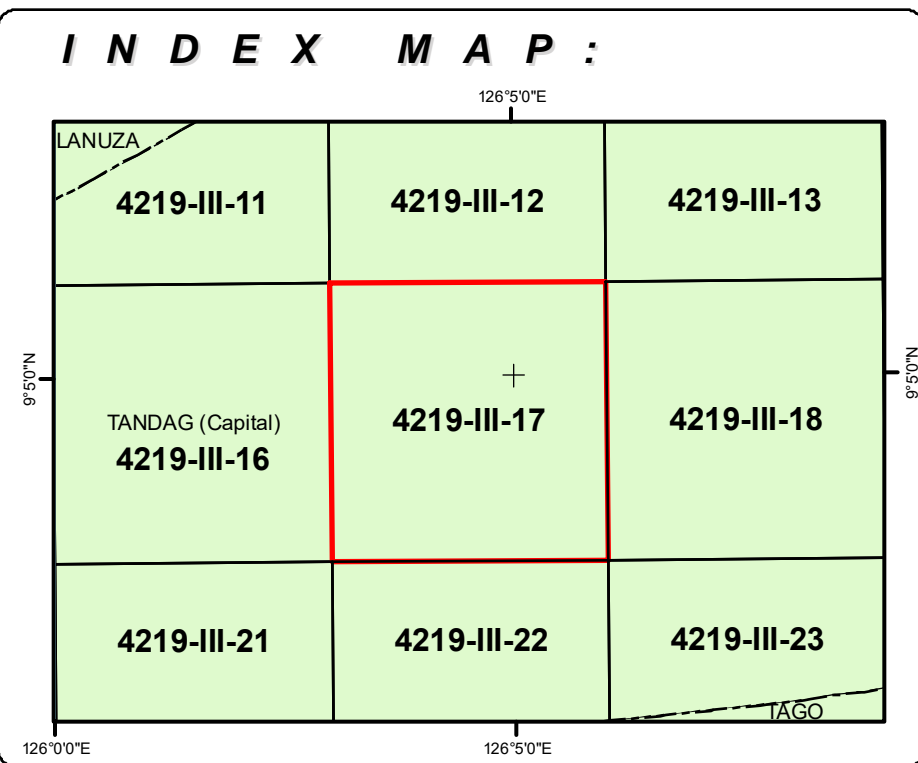 INDEX MAP:
126°5'0"E
LANUZA
4219-III-11
4219-III-12
4219-III-13
9°5'0"N
9°5'0"N
TANDAG (Capital)
4219-III-16
4219-III-17
4219-III-18
4219-III-21
4219-III-22
4219-III-23
TAGO
126°0'0"E
126°5'0"E